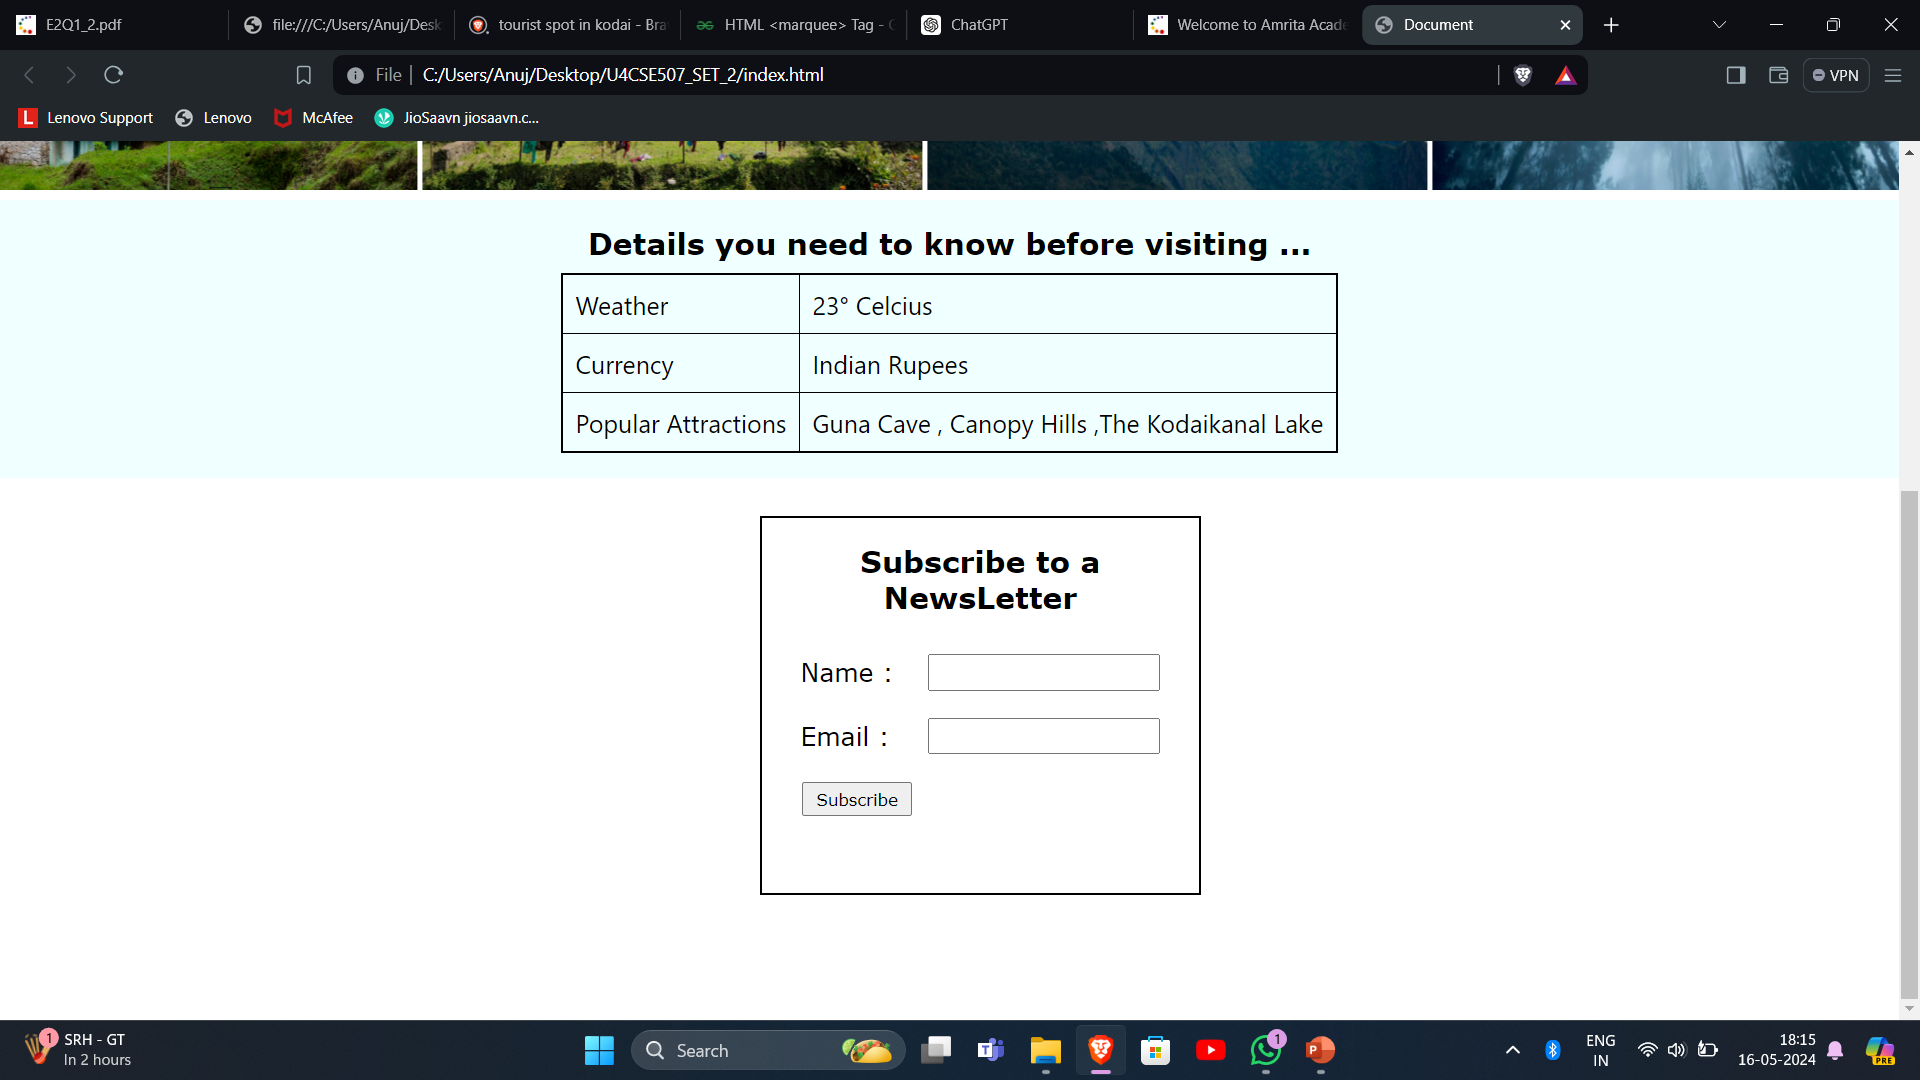 E2Q1_2.pdf
file:///C:/Users/Anuj/Desk
tourist spot in kodai - Bra
HTML <marquee> Tag - G
ChatGPT
Welcome to Amrita Acade
Document
File
C:/Users/Anuj/Desktop/U4CSE507_SET_2/index.html
VPN
L
Lenovo Support
Lenovo
McAfee
JioSaavn jiosaavn.c...
Details you need to know before visiting ...
Weather 23° Celcius
Currency Indian Rupees
Popular Attractions Guna Cave , Canopy Hills ,The Kodaikanal Lake
Subscribe to a
NewsLetter
Name :
Email :
Subscribe
1
SRH - GT
In 2 hours
Search
1
ENG
IN
18:15
16-05-2024
PRE